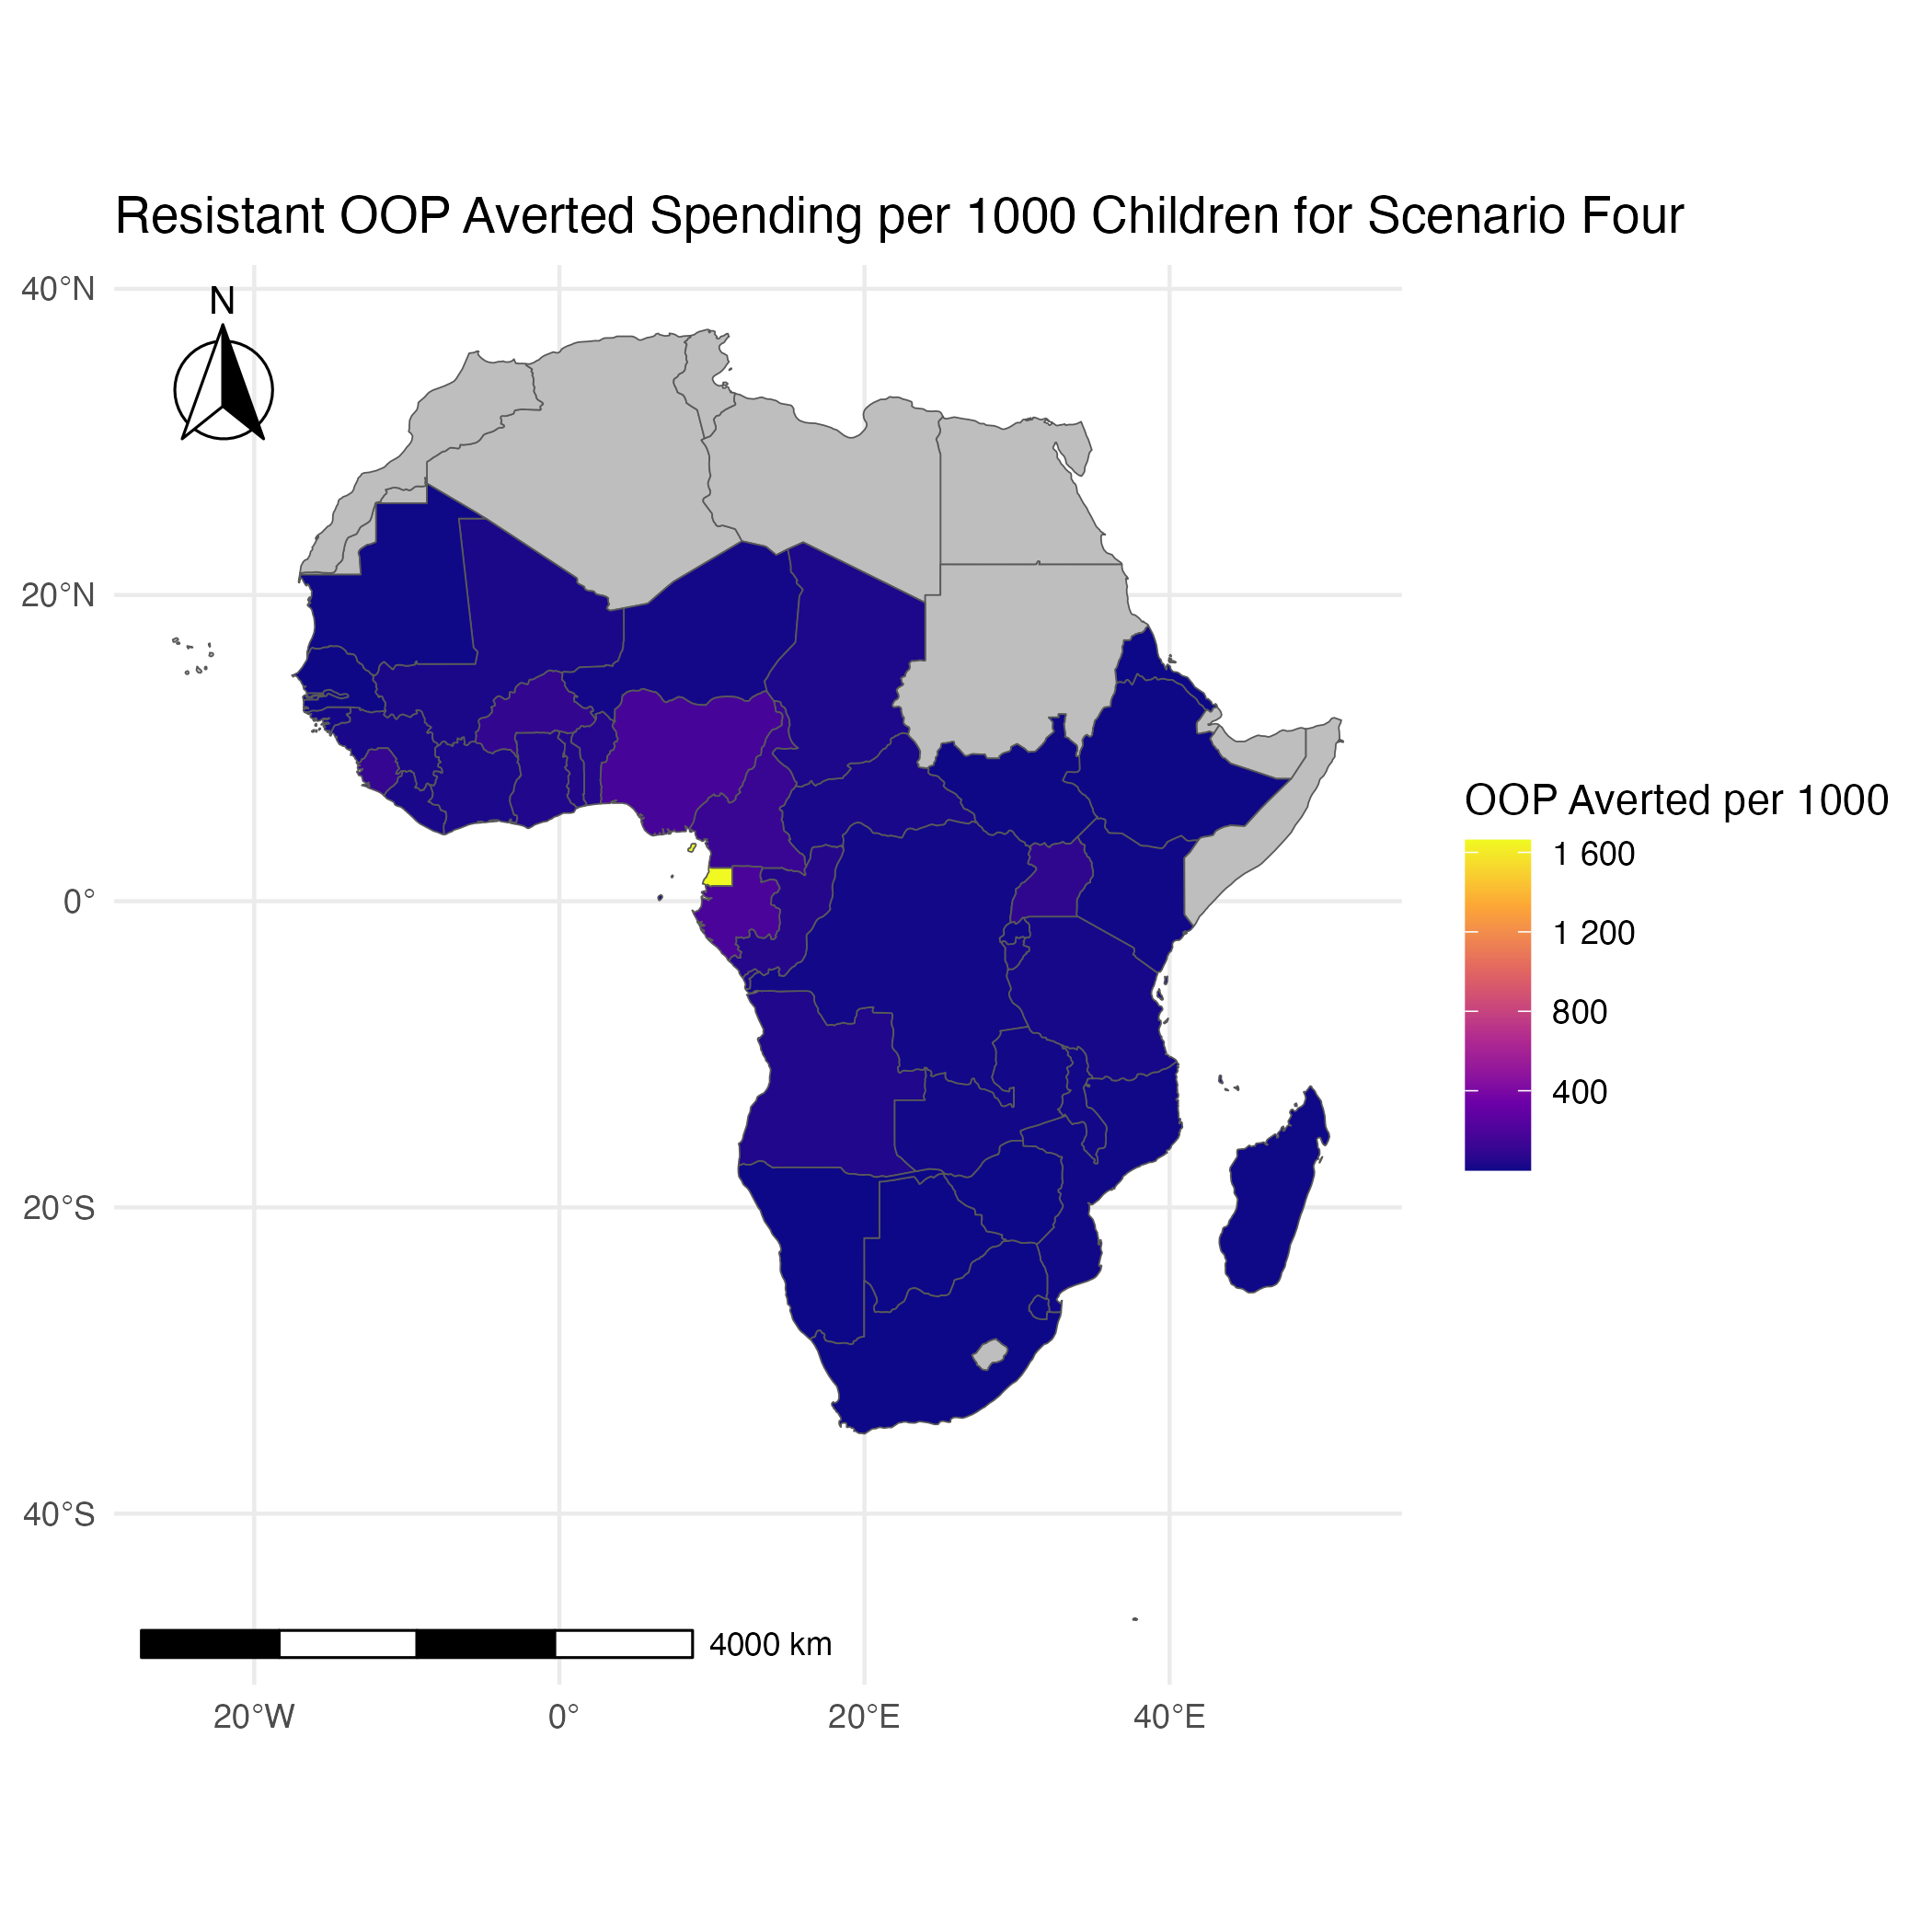 Resistant OOP Averted Spending per 1000 Children for Scenario Four
40°N
20°N
0°
20°S
40°S
N
OOP Averted per 1000
1 600
1 200
800
400
4000 km
20°W
0°
20°E
40°E